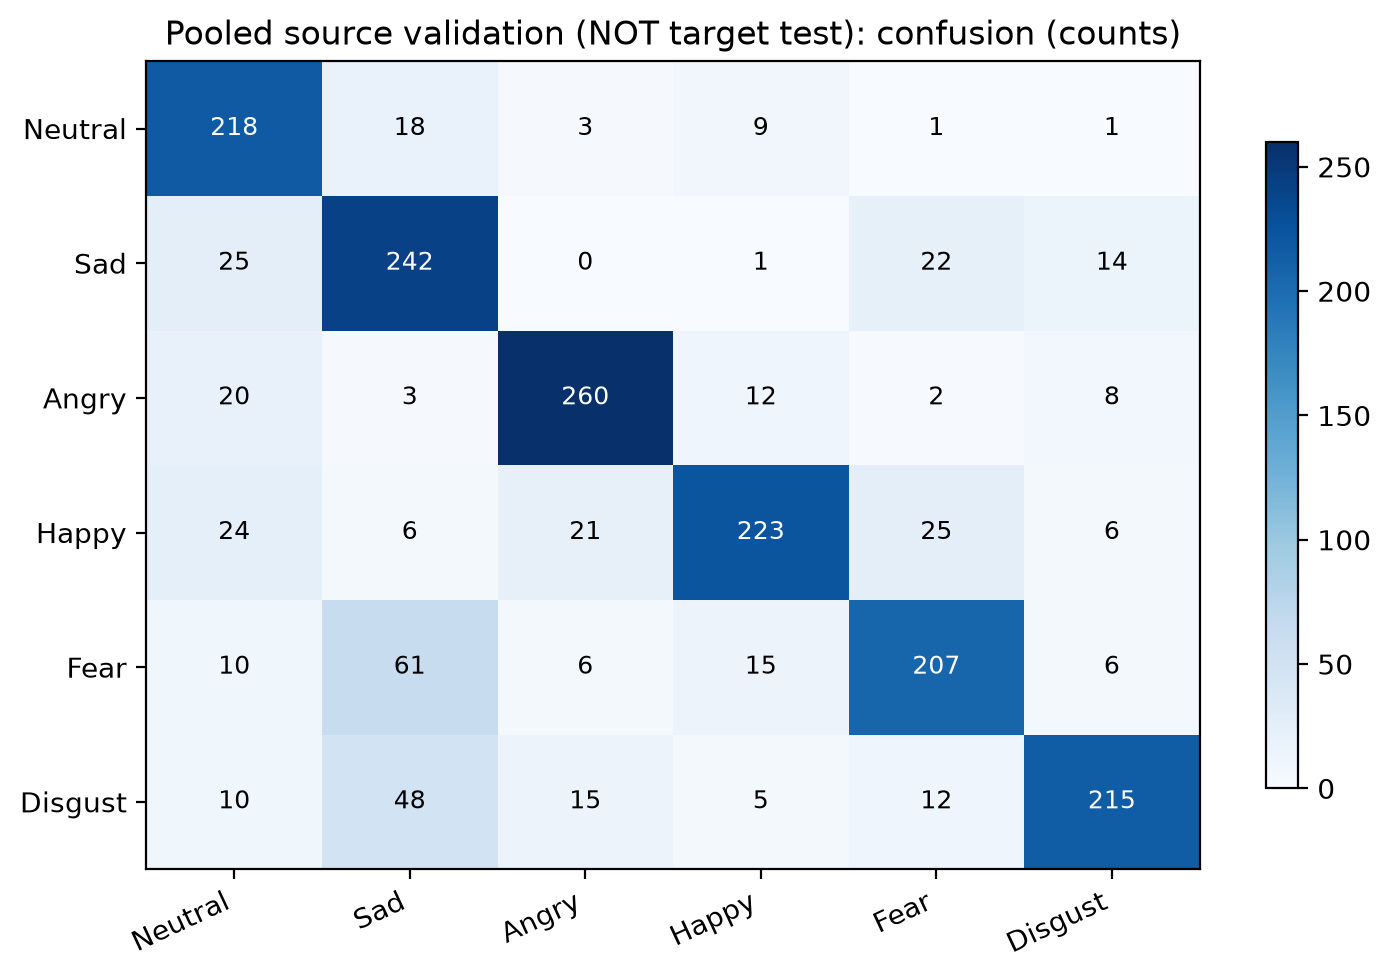 Pooled source validation (NOT target test): confusion (counts)
Neutral 218 18 3 9 1 1
Sad 25 242 0 1 22 14
Angry 20 3 260 12 2 8
Happy 24 6 21 223 25 6
Fear 10 61 6 15 207 6
Disgust 10 48 15 5 12 215
Neutral Sad Angry Happy Fear Disgust
250
200
150
100
50
0